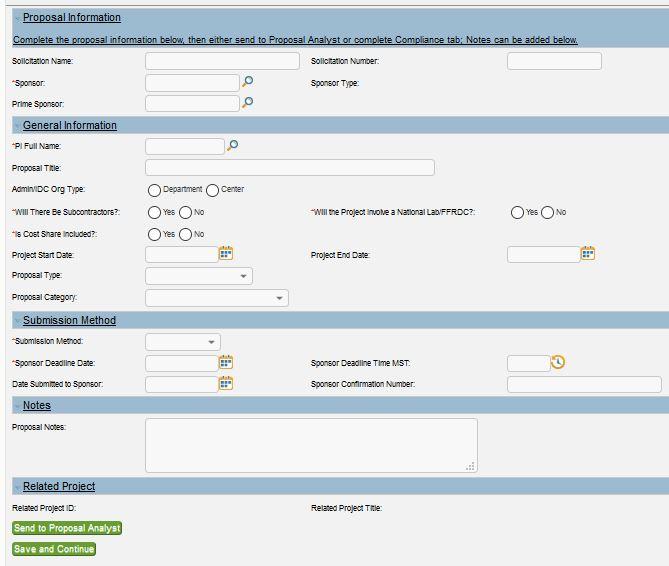 Proposal Information
Complete the proposal information below, then either send to Proposal Analyst or complete Compliance tab; Notes can be added below.
Solicitation Name: Solicitation Number:
*Sponsor: Sponsor Type:
Prime Sponsor:
General Information
*PI Full Name:
Proposal Title:
Admin/IDC Org Type: Department Center
*Will There Be Subcontractors?: Yes No *Will the Project Involve a National Lab/FFRDC?: Yes No
*Is Cost Share Included?: Yes No
Project Start Date: Project End Date:
Proposal Type:
Proposal Category:
Submission Method
*Submission Method:
*Sponsor Deadline Date: Sponsor Deadline Time MST:
Date Submitted to Sponsor: Sponsor Confirmation Number:
Notes
Proposal Notes:
Related Project
Related Project ID: Related Project Title:
Send to Proposal Analyst
Save and Continue